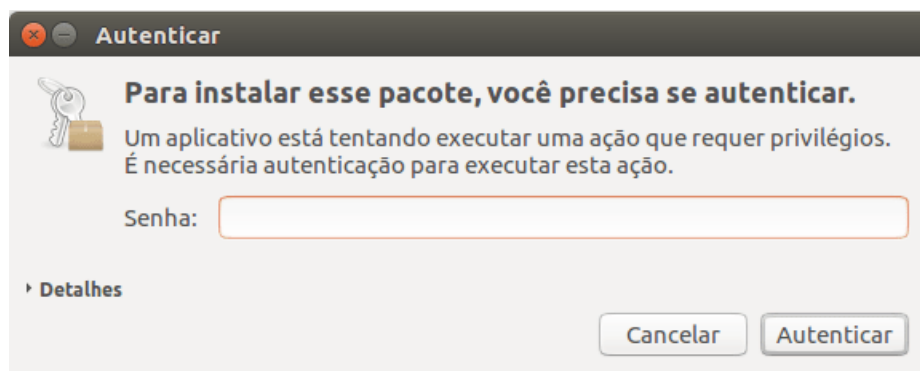 Autenticar
Para instalar esse pacote, você precisa se autenticar.
Um aplicativo está tentando executar uma ação que requer privilégios.
É necessária autenticação para executar esta ação.
Senha:
Detalhes
Cancelar Autenticar